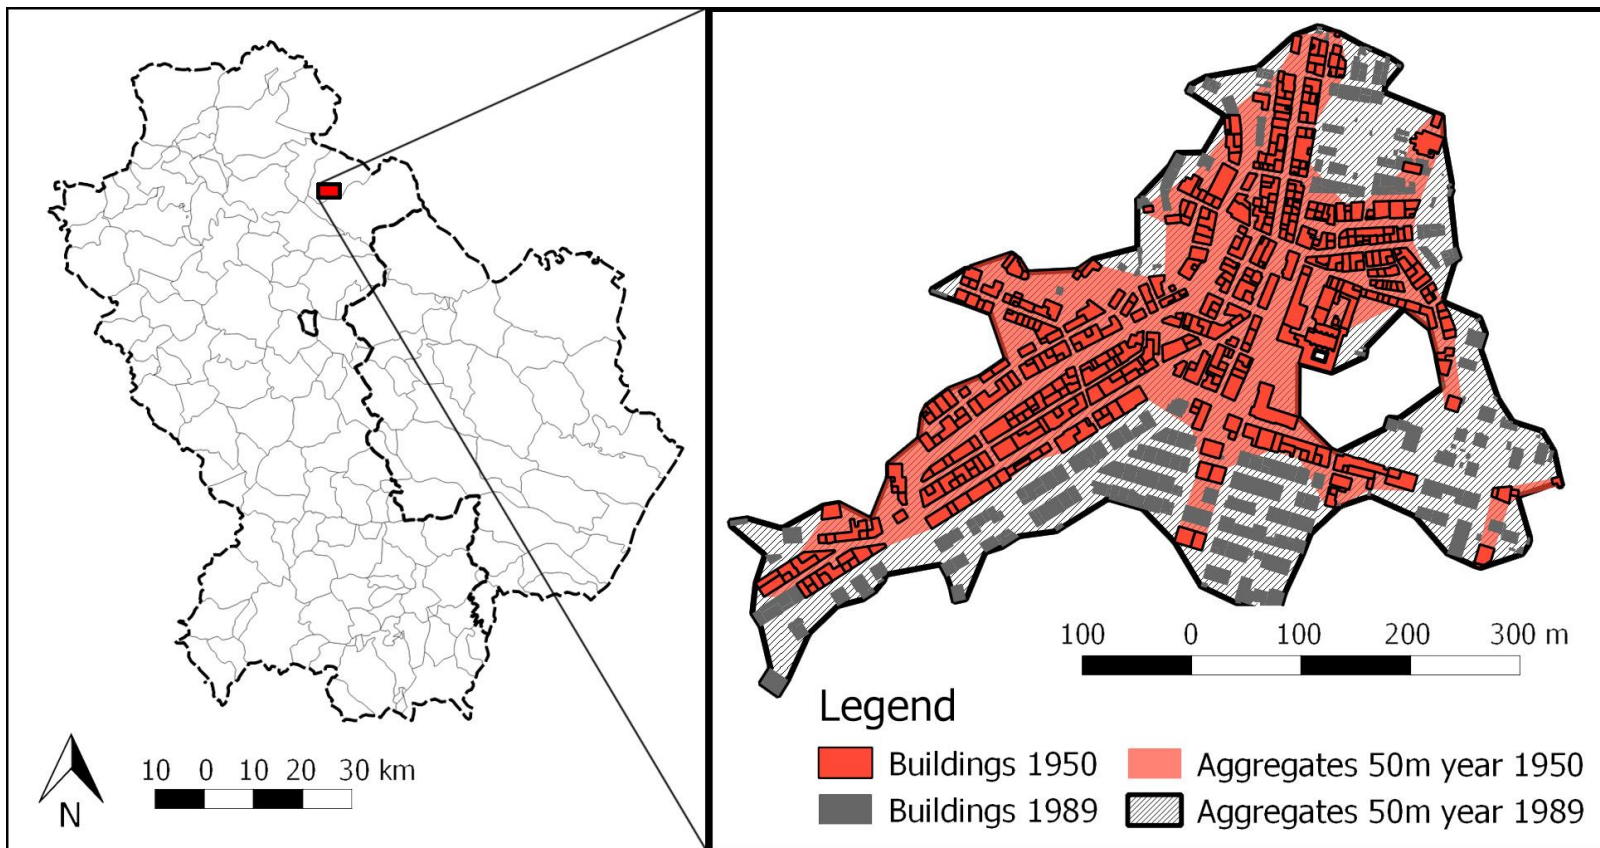 N
10 0 10 20 30 km
100 0 100 200 300 m
Legend
Buildings 1950
Aggregates 50m year 1950
Buildings 1989
Aggregates 50m year 1989